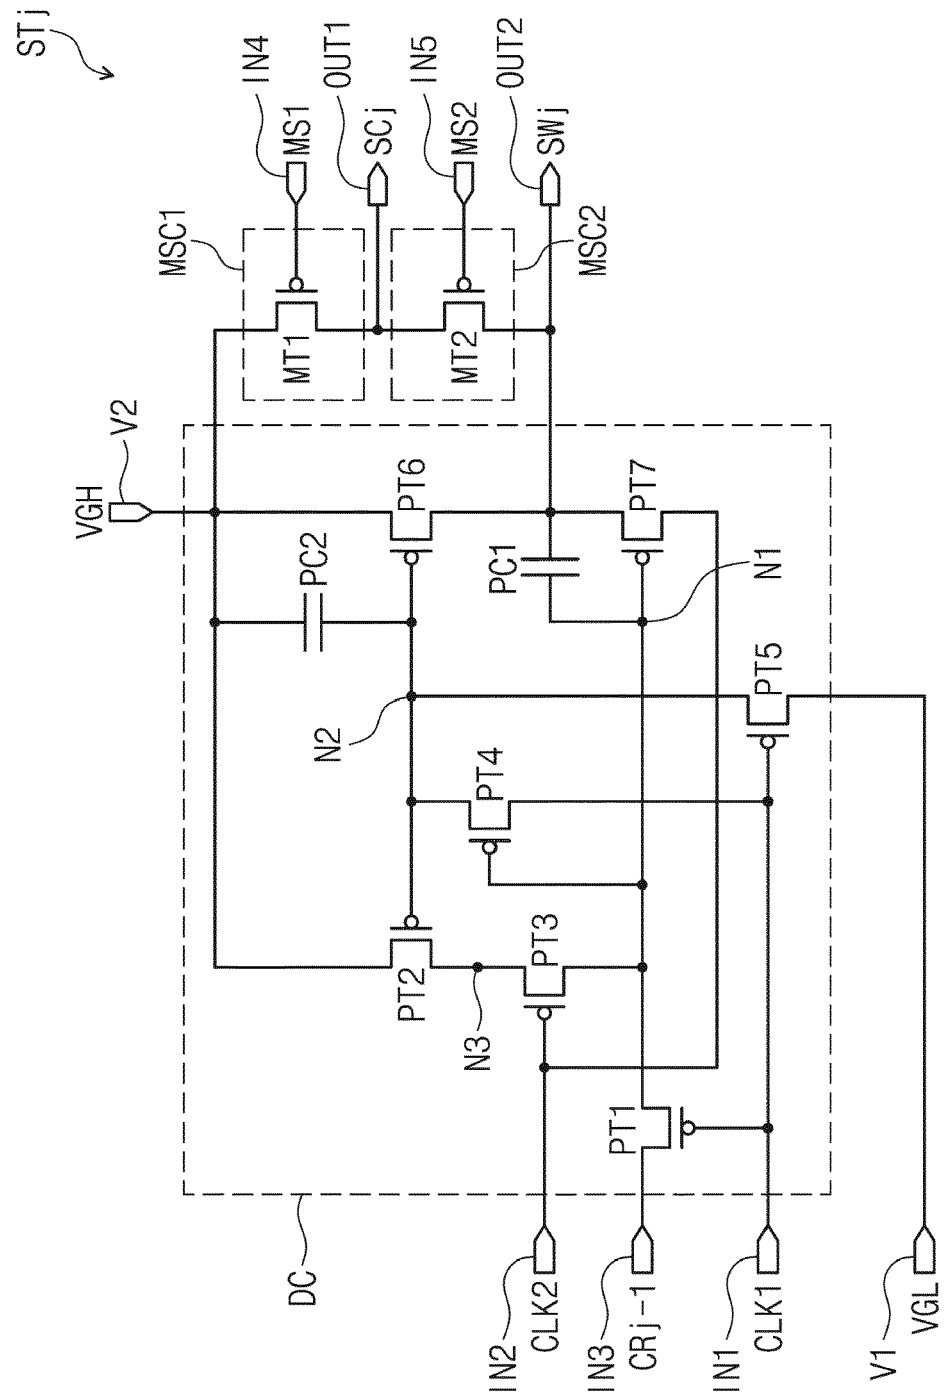 STj
IN4
MS1
OUT1
SCj
IN5
MS2
OUT2
SWj
MSC1
MT1
MT2
MSC2
V2
VGH
PT6
PC2
PC1
PT7
N1
N2
PT5
PT4
PT2
N3
PT3
PT1
DC
IN2
CLK2
IN3
CRj-1
IN1
CLK1
V1
VGL